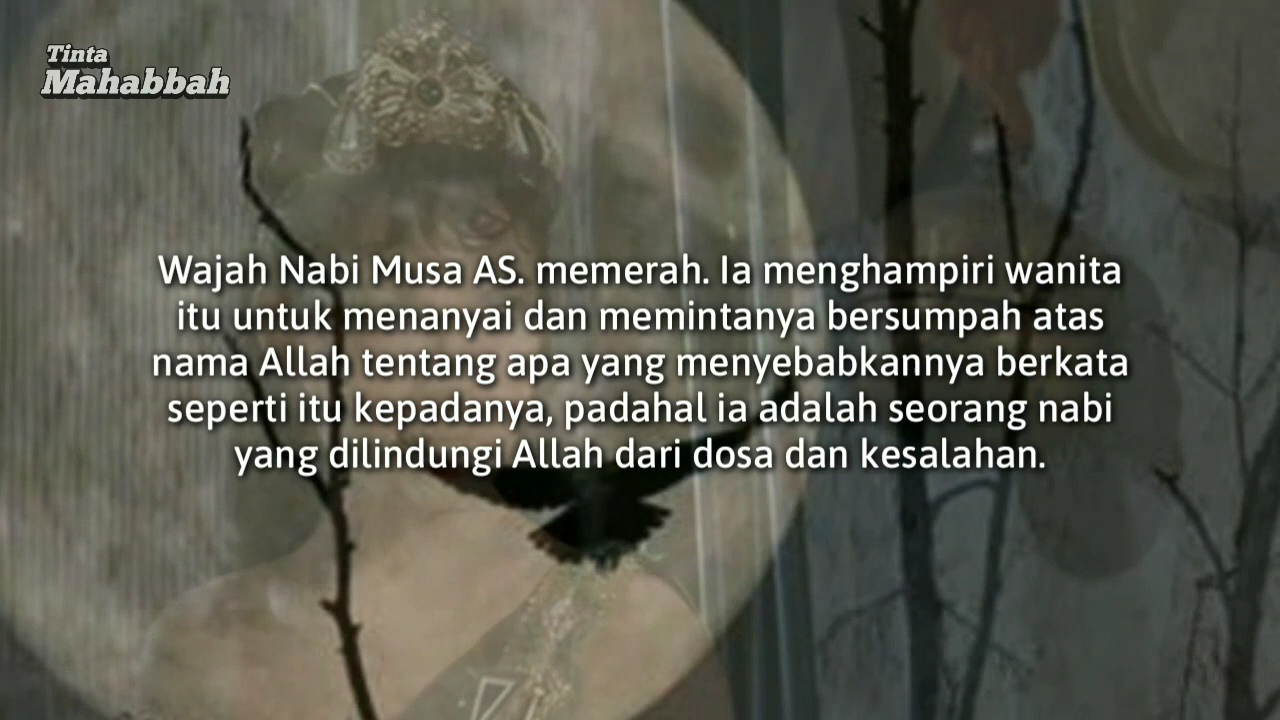 Tinta
Mahabbah
Wajah Nabi Musa AS. memerah. Ia menghampiri wanita
itu untuk menanyai dan memintanya bersumpah atas
nama Allah tentang apa yang menyebabkannya berkata
seperti itu kepadanya, padahal ia adalah seorang nabi
yang dilindungi Allah dari dosa dan kesalahan.